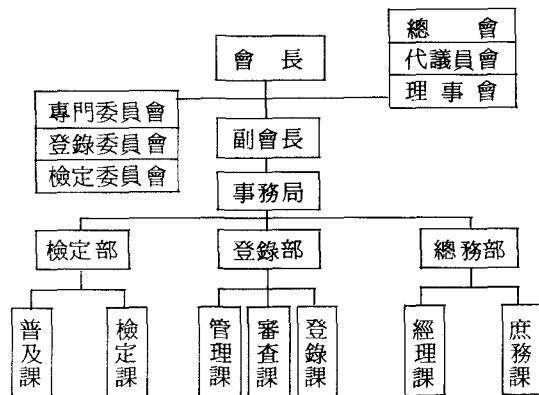 會長
總會
代議員會
理事會
專門委員會
登錄委員會
檢定委員會
副會長
事務局
檢定部
登錄部
總務部
普及課
檢定課
管理課
審查課
登錄課
經理課
庶務課